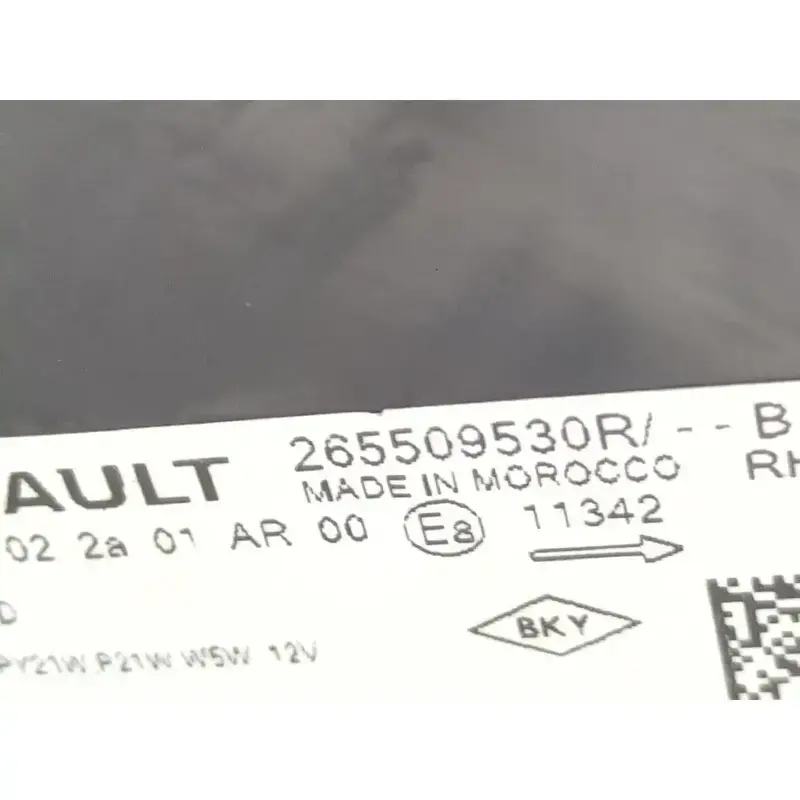 AULT 265509530R/ -- B
MADE IN MOROCCO RH
02 2a 01 AR 00 E8 11342
D
PY21W P21W W5W 12V
BKY